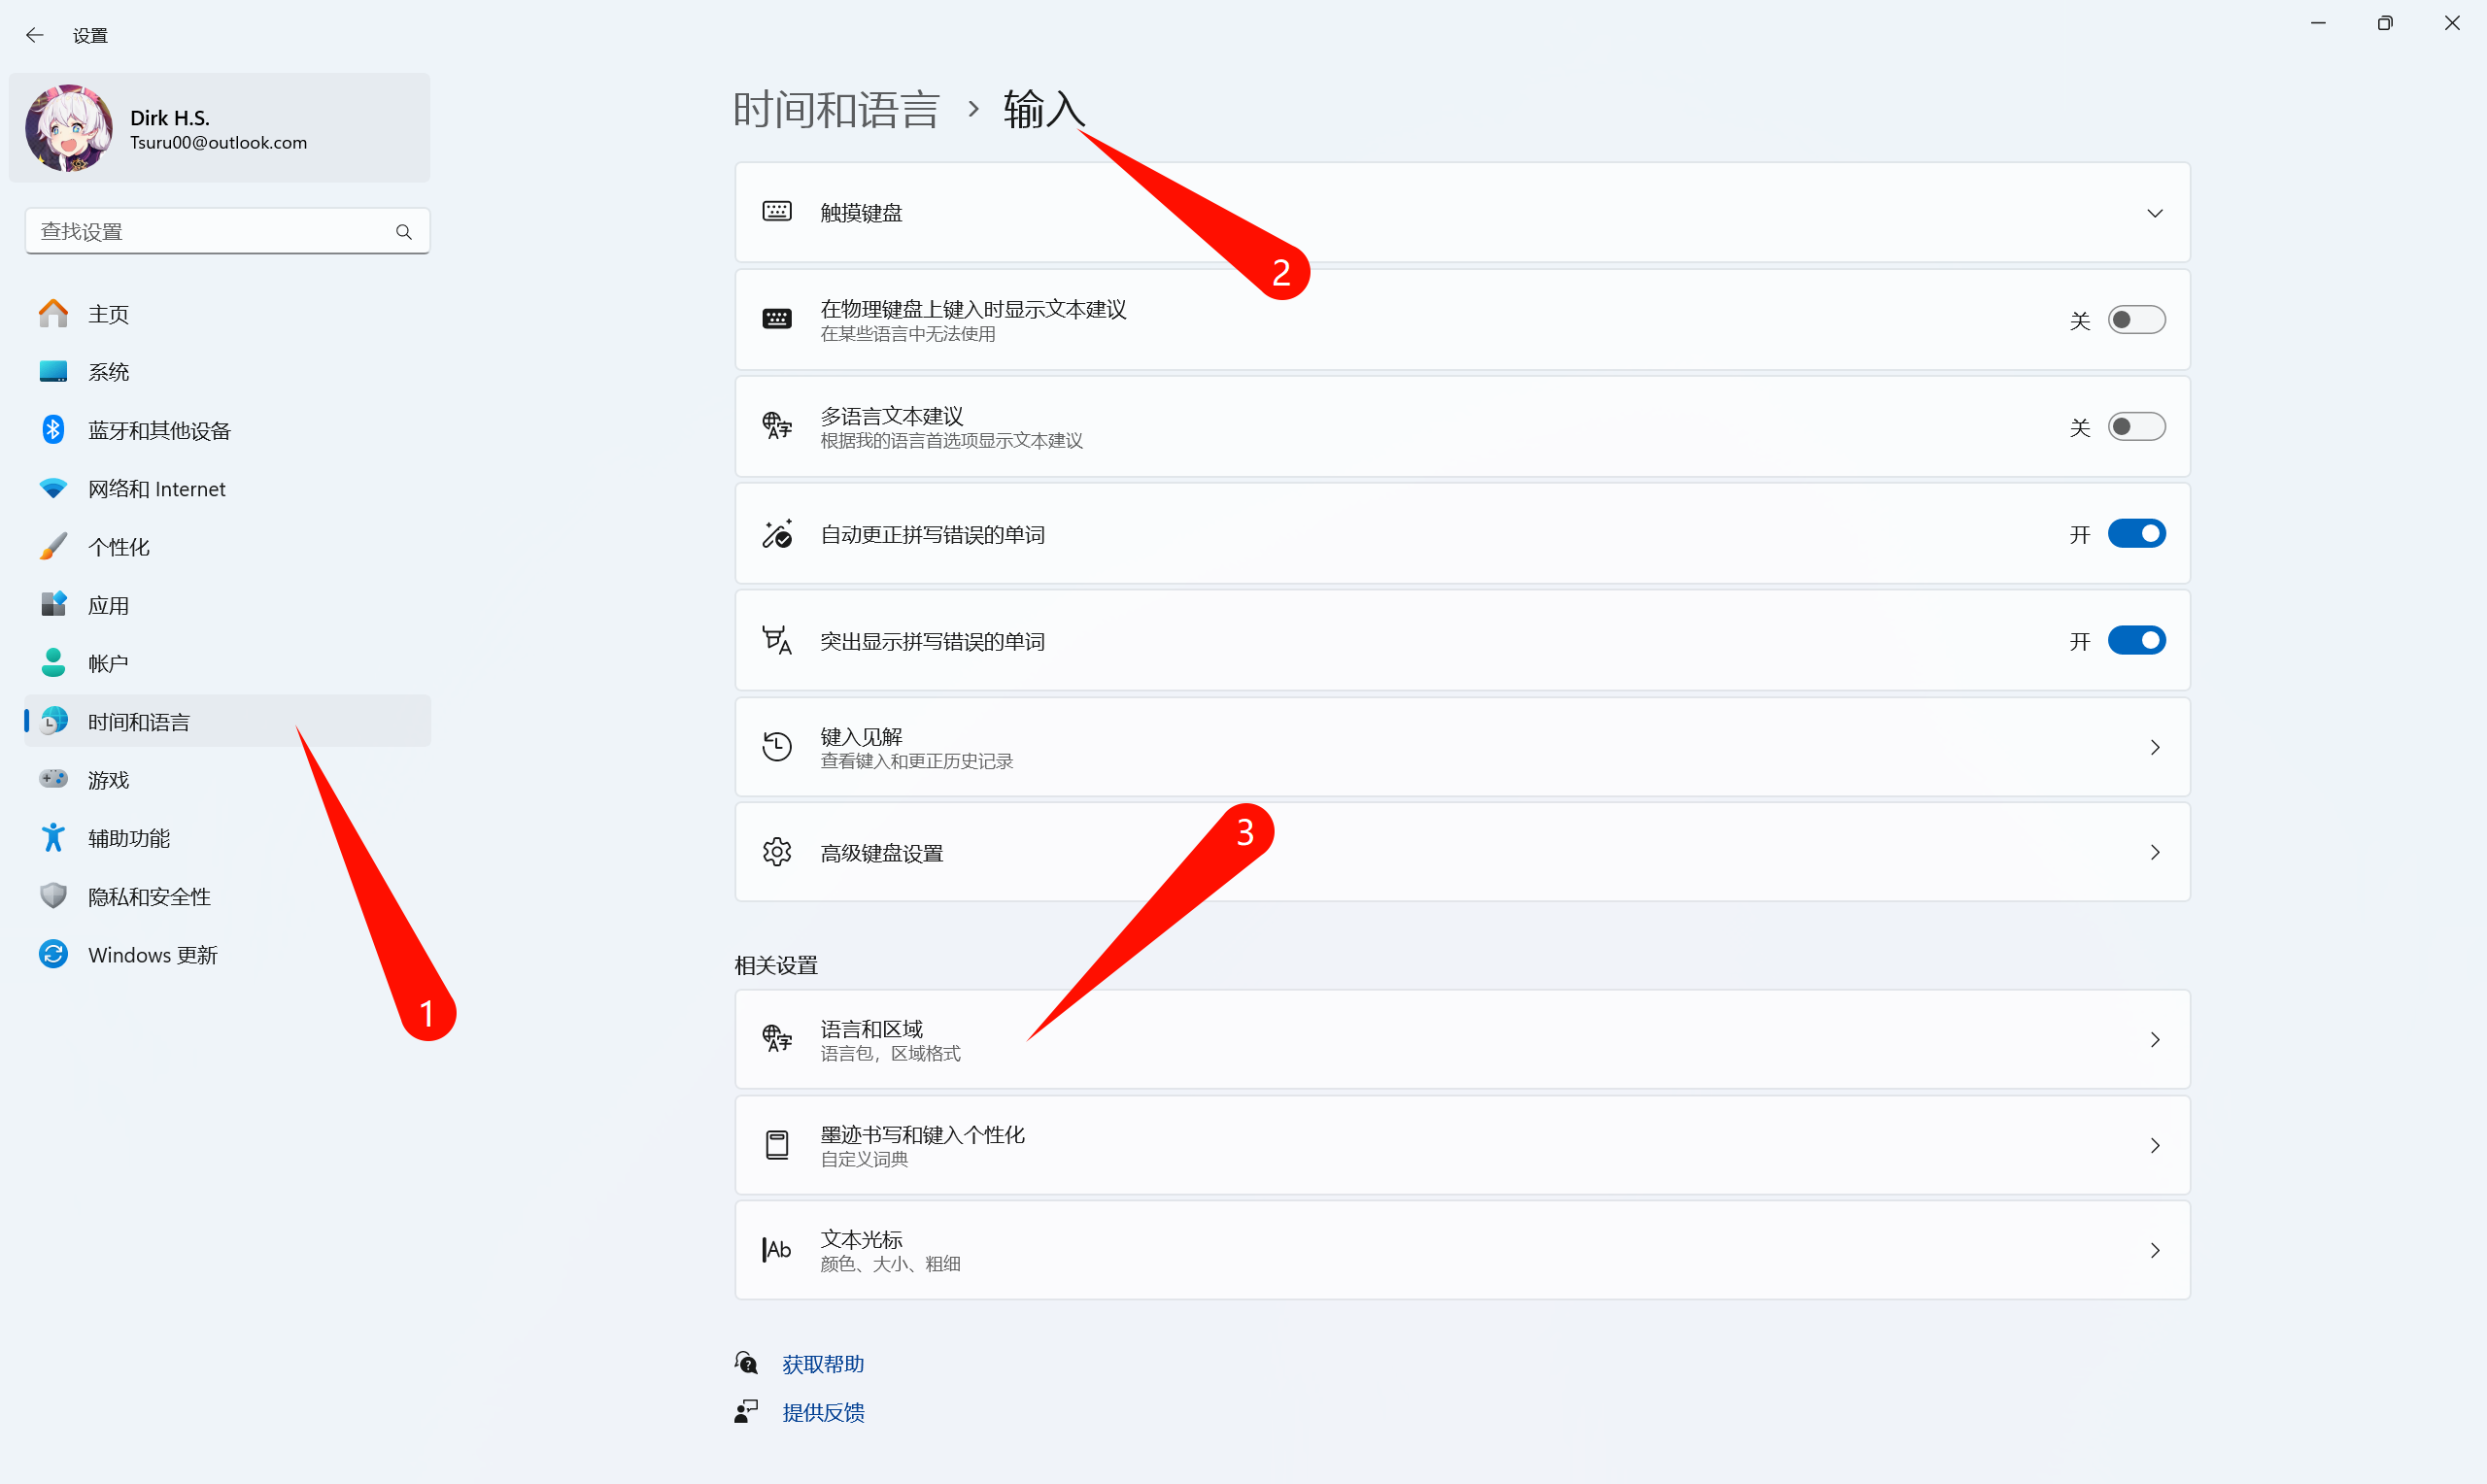 设置
Dirk H.S.
Tsuru00@outlook.com
查找设置
主页
系统
蓝牙和其他设备
网络和 Internet
个性化
应用
帐户
时间和语言
游戏
辅助功能
隐私和安全性
Windows 更新
1
时间和语言 › 输入
2
触摸键盘
在物理键盘上键入时显示文本建议
在某些语言中无法使用
关
多语言文本建议
根据我的语言首选项显示文本建议
关
自动更正拼写错误的单词
开
突出显示拼写错误的单词
开
键入见解
查看键入和更正历史记录
3
高级键盘设置
相关设置
语言和区域
语言包，区域格式
墨迹书写和键入个性化
自定义词典
文本光标
颜色、大小、粗细
获取帮助
提供反馈